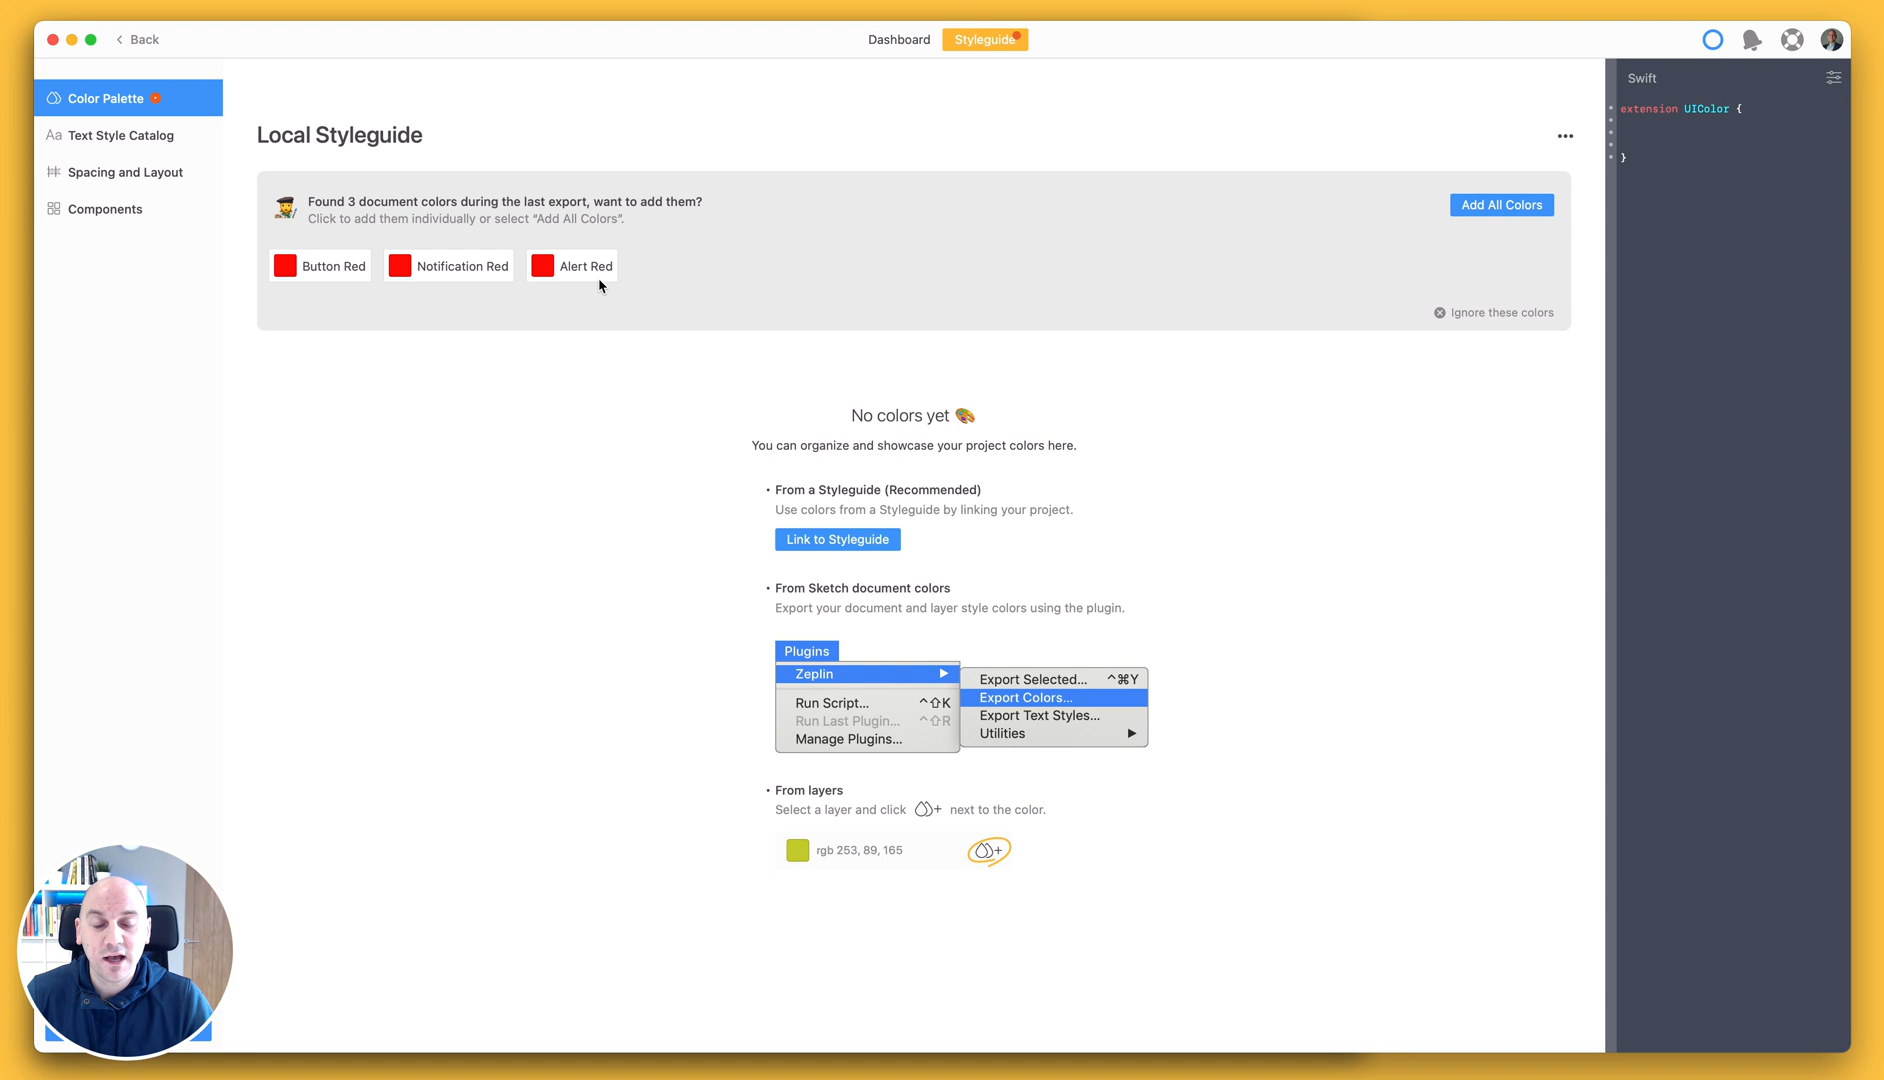 Back
Dashboard
Styleguide
Color Palette
Aa Text Style Catalog
Spacing and Layout
Components
Local Styleguide
Found 3 document colors during the last export, want to add them?
Click to add them individually or select “Add All Colors”.
Add All Colors
Button Red
Notification Red
Alert Red
Ignore these colors
No colors yet
You can organize and showcase your project colors here.
• From a Styleguide (Recommended)
Use colors from a Styleguide by linking your project.
Link to Styleguide
• From Sketch document colors
Export your document and layer style colors using the plugin.
Plugins
Zeplin
Run Script... ^⇧K
Run Last Plugin... ^⇧R
Manage Plugins...
Export Selected... ^⌘Y
Export Colors...
Export Text Styles...
Utilities
• From layers
Select a layer and click + next to the color.
rgb 253, 89, 165
+
Swift
extension UIColor {
}